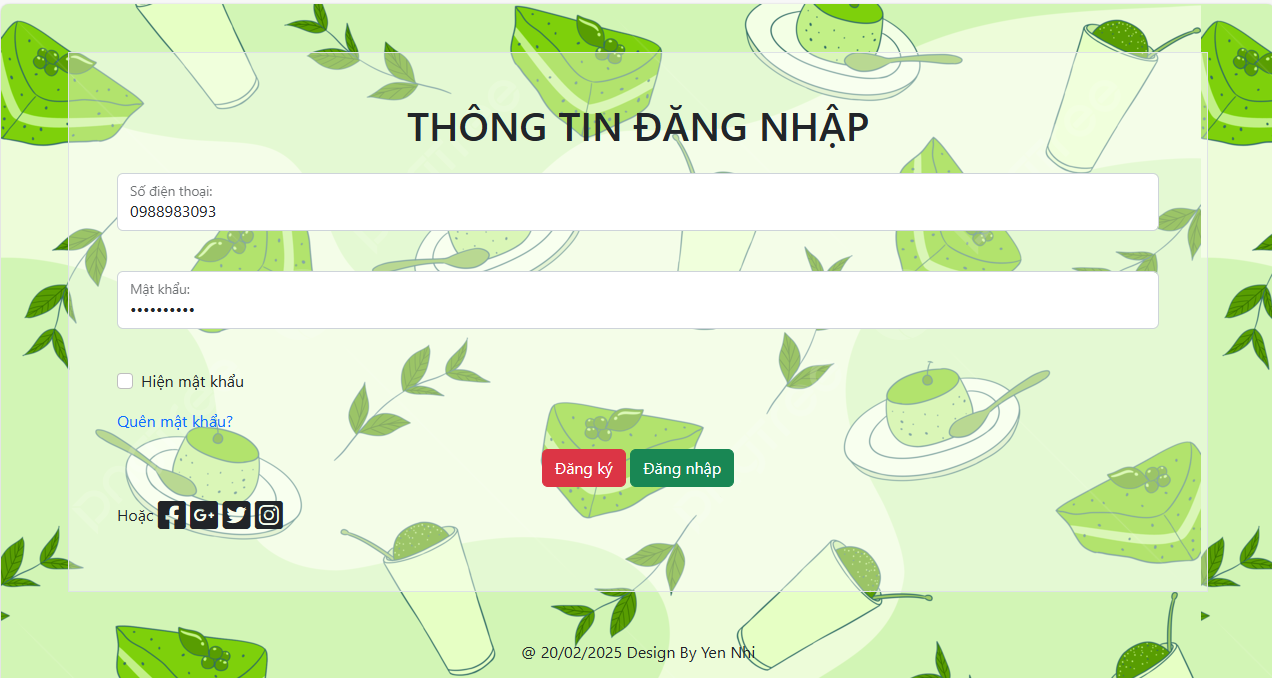 THÔNG TIN ĐĂNG NHẬP
Số điện thoại:
0988983093
Mật khẩu:
••••••••••
Hiện mật khẩu
Quên mật khẩu?
Đăng ký Đăng nhập
Hoặc
@ 20/02/2025 Design By Yen Nhi